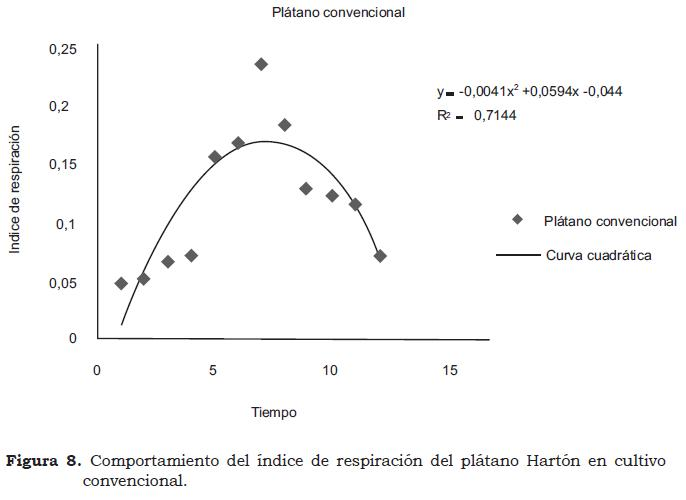 Plátano convencional
0,25
0,2
0,15
0,1
0,05
0
Indice de respiración
0 5 10 15
Tiempo
y = -0,0041x² +0,0594x -0,044
R² = 0,7144
Plátano convencional
Curva cuadrática
Figura 8. Comportamiento del índice de respiración del plátano Hartón en cultivo
convencional.